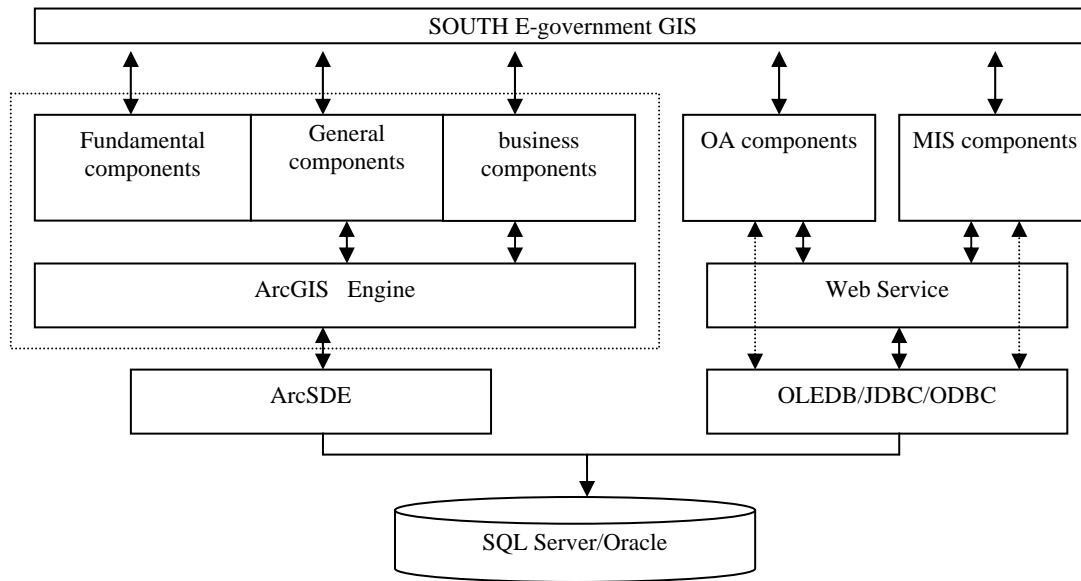 SOUTH E-government GIS
Fundamental
components
General
components
business
components
OA components
MIS components
ArcGIS Engine
Web Service
ArcSDE
OLEDB/JDBC/ODBC
SQL Server/Oracle